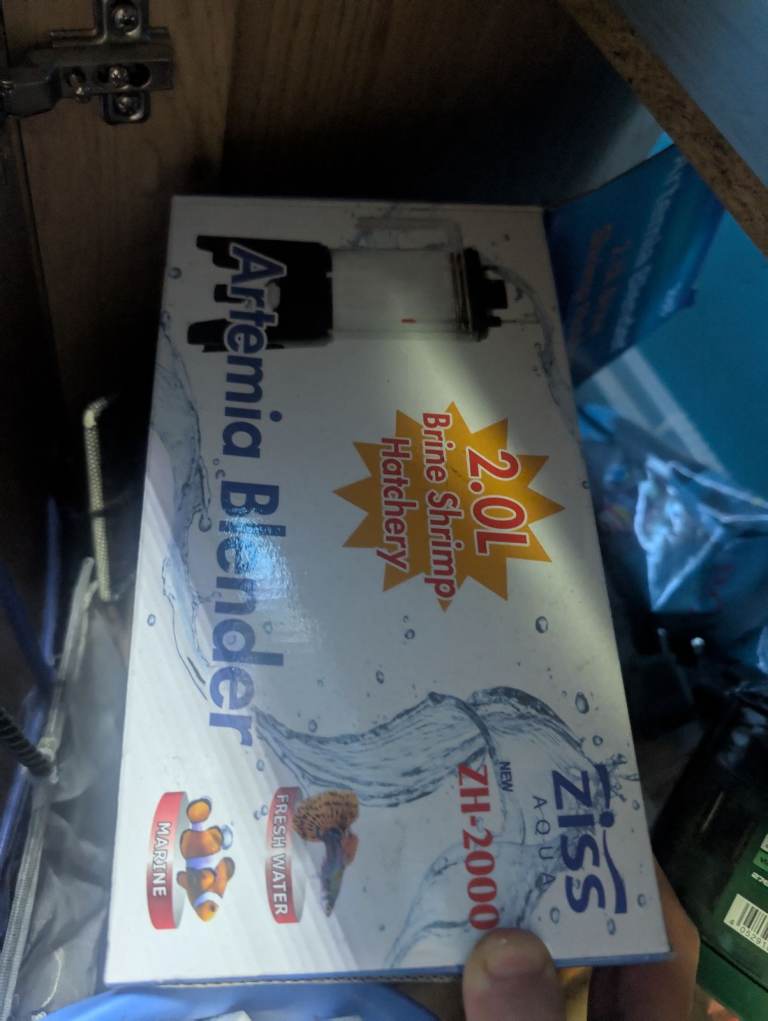 ziss
AQUA
NEW
ZH-2000
2.0L
Brine Shrimp
Hatchery
Artemia Blender
FRESH WATER
MARINE